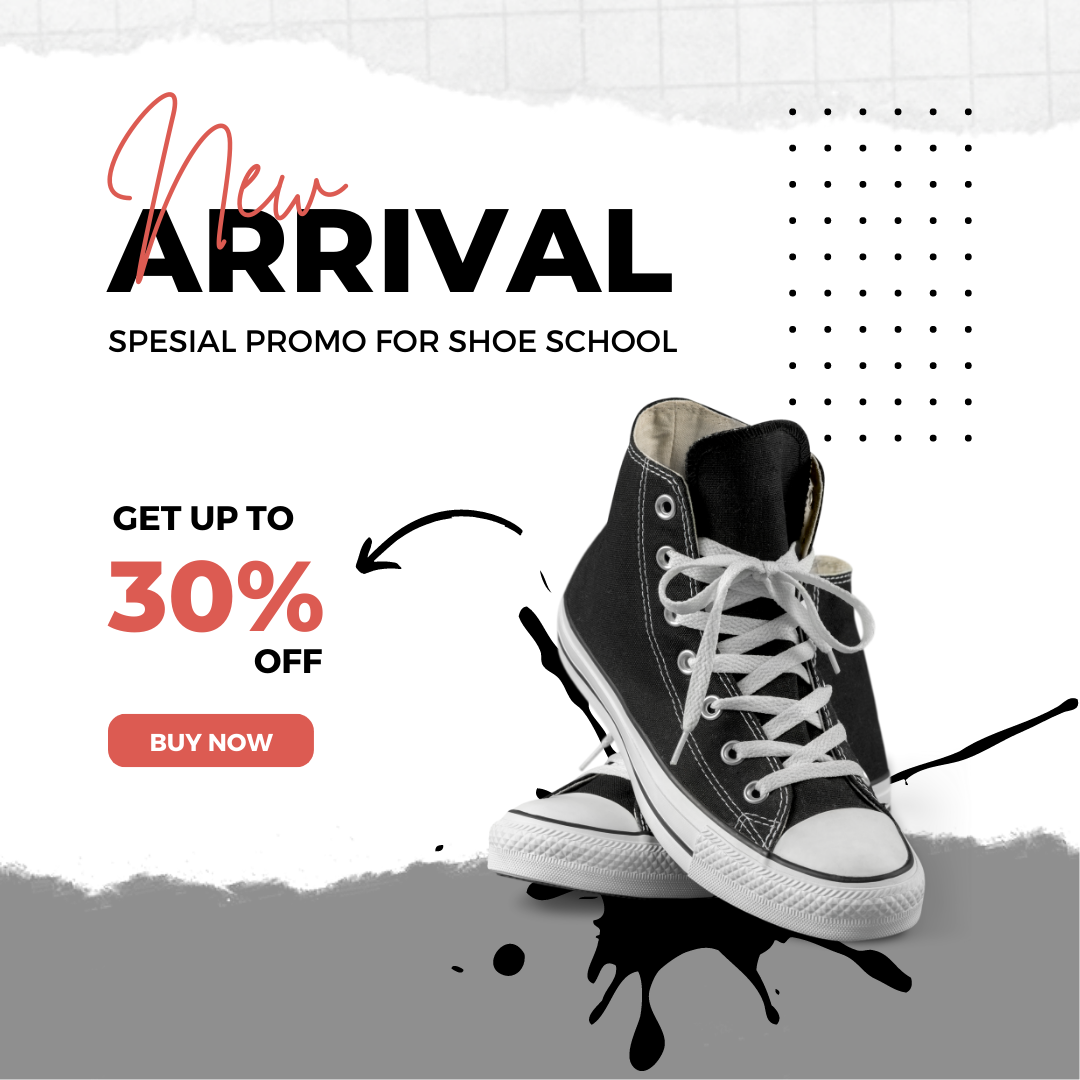 New
ARRIVAL
SPESIAL PROMO FOR SHOE SCHOOL
GET UP TO
30%
OFF
BUY NOW